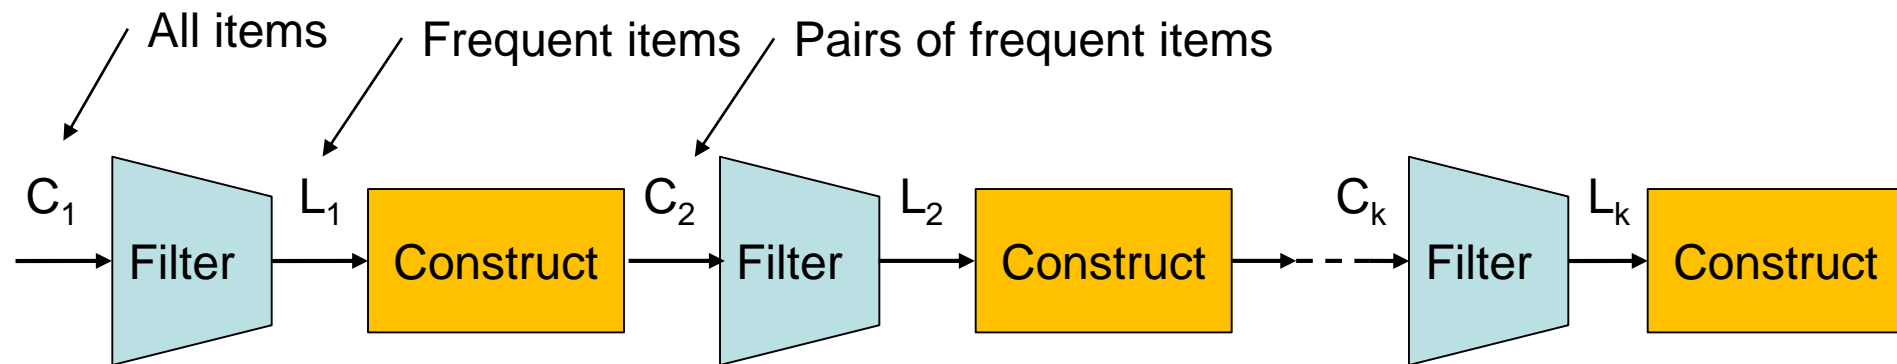 All items
Frequent items
Pairs of frequent items
C₁
L₁
C₂
L₂
Cₖ
Lₖ
Filter
Construct
Filter
Construct
Filter
Construct